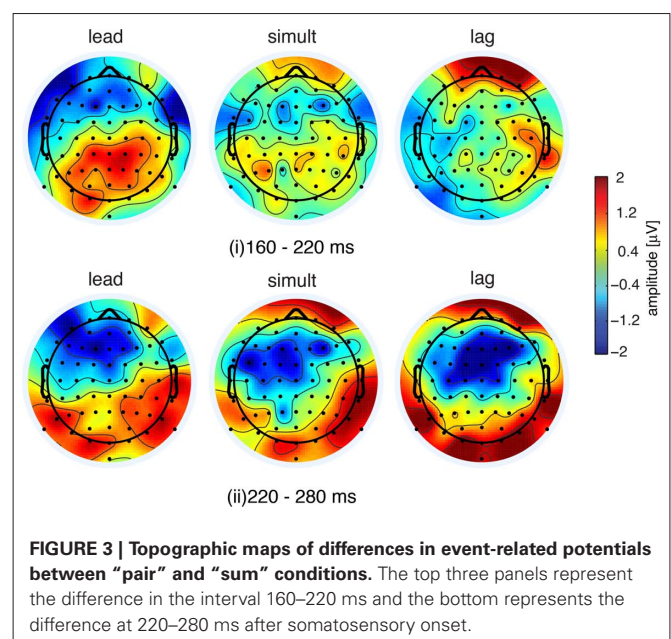 lead simult lag
(i)160 - 220 ms
lead simult lag
(ii)220 - 280 ms
2
1.2
0.4
−0.4
−1.2
−2
amplitude [µV]
FIGURE 3 | Topographic maps of differences in event-related potentials
between “pair” and “sum” conditions. The top three panels represent
the difference in the interval 160–220 ms and the bottom represents the
difference at 220–280 ms after somatosensory onset.